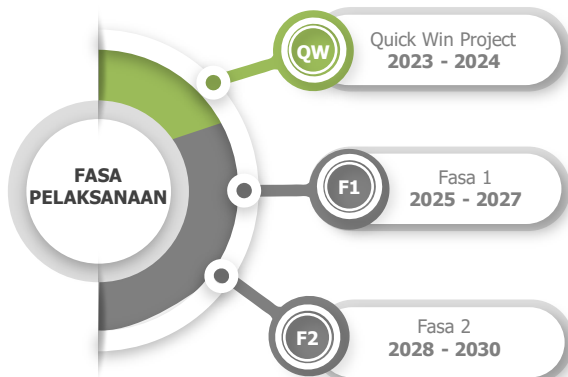 FASA
PELAKSANAAN
QW
Quick Win Project
2023 - 2024
F1
Fasa 1
2025 - 2027
F2
Fasa 2
2028 - 2030